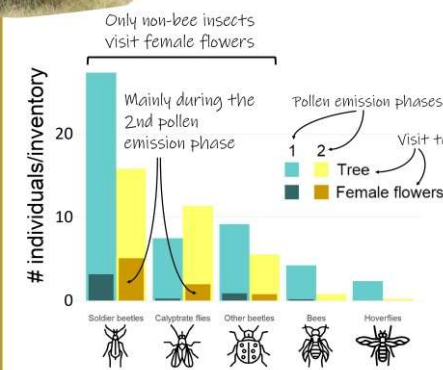 Only non-bee insects
visit female flowers
Mainly during the
2nd pollen
emission phase
Pollen emission phases
1 2
Visit t
Tree
Female flowers
# individuals/inventory
20
10
0
Soldier beetles
Calyptrate flies
Other beetles
Bees
Hoverflies